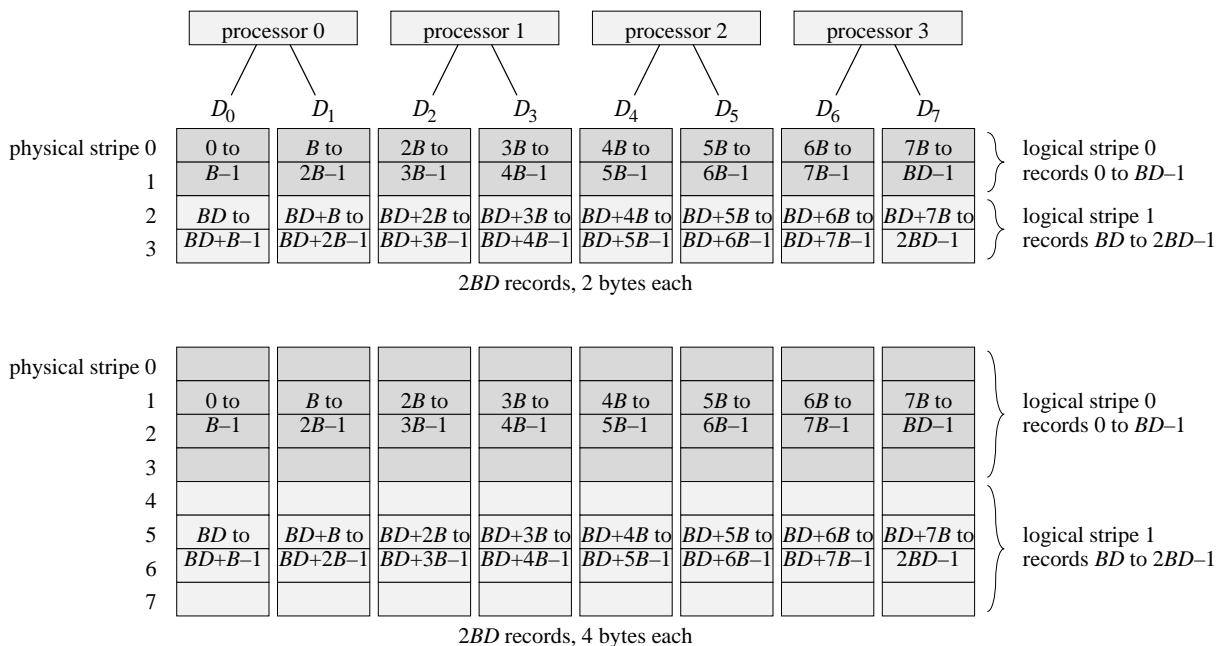 processor 0 processor 1 processor 2 processor 3
D0 D1 D2 D3 D4 D5 D6 D7
physical stripe 0 0 to B to 2B to 3B to 4B to 5B to 6B to 7B to logical stripe 0
1 B–1 2B–1 3B–1 4B–1 5B–1 6B–1 7B–1 BD–1 records 0 to BD–1
2 BD to BD+B to BD+2B to BD+3B to BD+4B to BD+5B to BD+6B to BD+7B to logical stripe 1
3 BD+B–1 BD+2B–1 BD+3B–1 BD+4B–1 BD+5B–1 BD+6B–1 BD+7B–1 2BD–1 records BD to 2BD–1
2BD records, 2 bytes each
physical stripe 0
1 0 to B to 2B to 3B to 4B to 5B to 6B to 7B to logical stripe 0
2 B–1 2B–1 3B–1 4B–1 5B–1 6B–1 7B–1 BD–1 records 0 to BD–1
3
4
5 BD to BD+B to BD+2B to BD+3B to BD+4B to BD+5B to BD+6B to BD+7B to logical stripe 1
6 BD+B–1 BD+2B–1 BD+3B–1 BD+4B–1 BD+5B–1 BD+6B–1 BD+7B–1 2BD–1 records BD to 2BD–1
7
2BD records, 4 bytes each